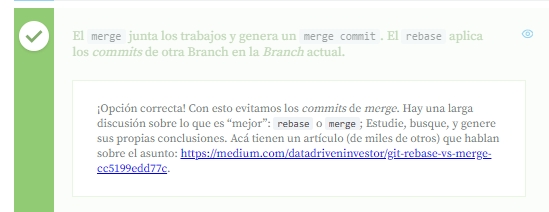 El merge junta los trabajos y genera un merge commit. El rebase aplica
los commits de otra Branch en la Branch actual.
¡Opción correcta! Con esto evitamos los commits de merge. Hay una larga
discusión sobre lo que es “mejor”: rebase o merge; Estudie, busque, y genere
sus propias conclusiones. Acá tienen un artículo (de miles de otros) que hablan
sobre el asunto: https://medium.com/datadriveninvestor/git-rebase-vs-merge-
cc5199edd77c.